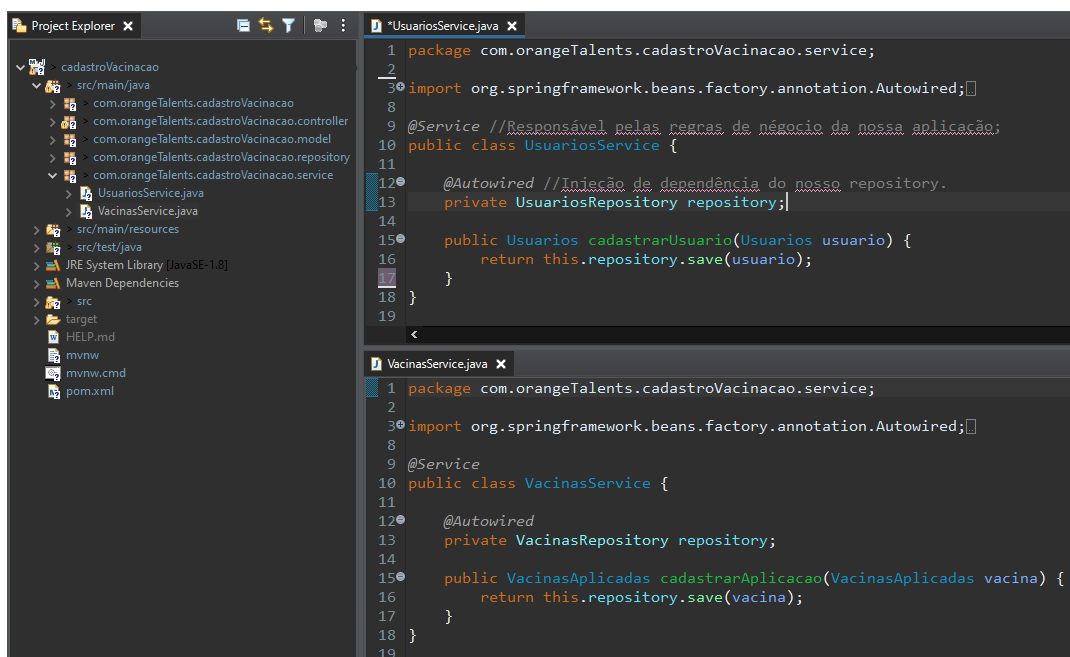 Project Explorer
cadastroVacinacao
> src/main/java
> com.orangeTalents.cadastroVacinacao
> com.orangeTalents.cadastroVacinacao.controller
> com.orangeTalents.cadastroVacinacao.model
> com.orangeTalents.cadastroVacinacao.repository
> com.orangeTalents.cadastroVacinacao.service
UsuariosService.java
VacinasService.java
> src/main/resources
> src/test/java
JRE System Library [JavaSE-1.8]
Maven Dependencies
> src
target
HELP.md
mvnw
mvnw.cmd
pom.xml
*UsuariosService.java
1 package com.orangeTalents.cadastroVacinacao.service;
2
3 import org.springframework.beans.factory.annotation.Autowired;
8
9 @Service //Responsável pelas regras de négocio da nossa aplicacão;
10 public class UsuariosService {
11
12 @Autowired //Injeção de dependência do nosso repository.
13 private UsuariosRepository repository;
14
15 public Usuarios cadastrarUsuario(Usuarios usuario) {
16 return this.repository.save(usuario);
17 }
18 }
19
VacinasService.java
1 package com.orangeTalents.cadastroVacinacao.service;
2
3 import org.springframework.beans.factory.annotation.Autowired;
8
9 @Service
10 public class VacinasService {
11
12 @Autowired
13 private VacinasRepository repository;
14
15 public VacinasAplicadas cadastrarAplicacao(VacinasAplicadas vacina) {
16 return this.repository.save(vacina);
17 }
18 }
19